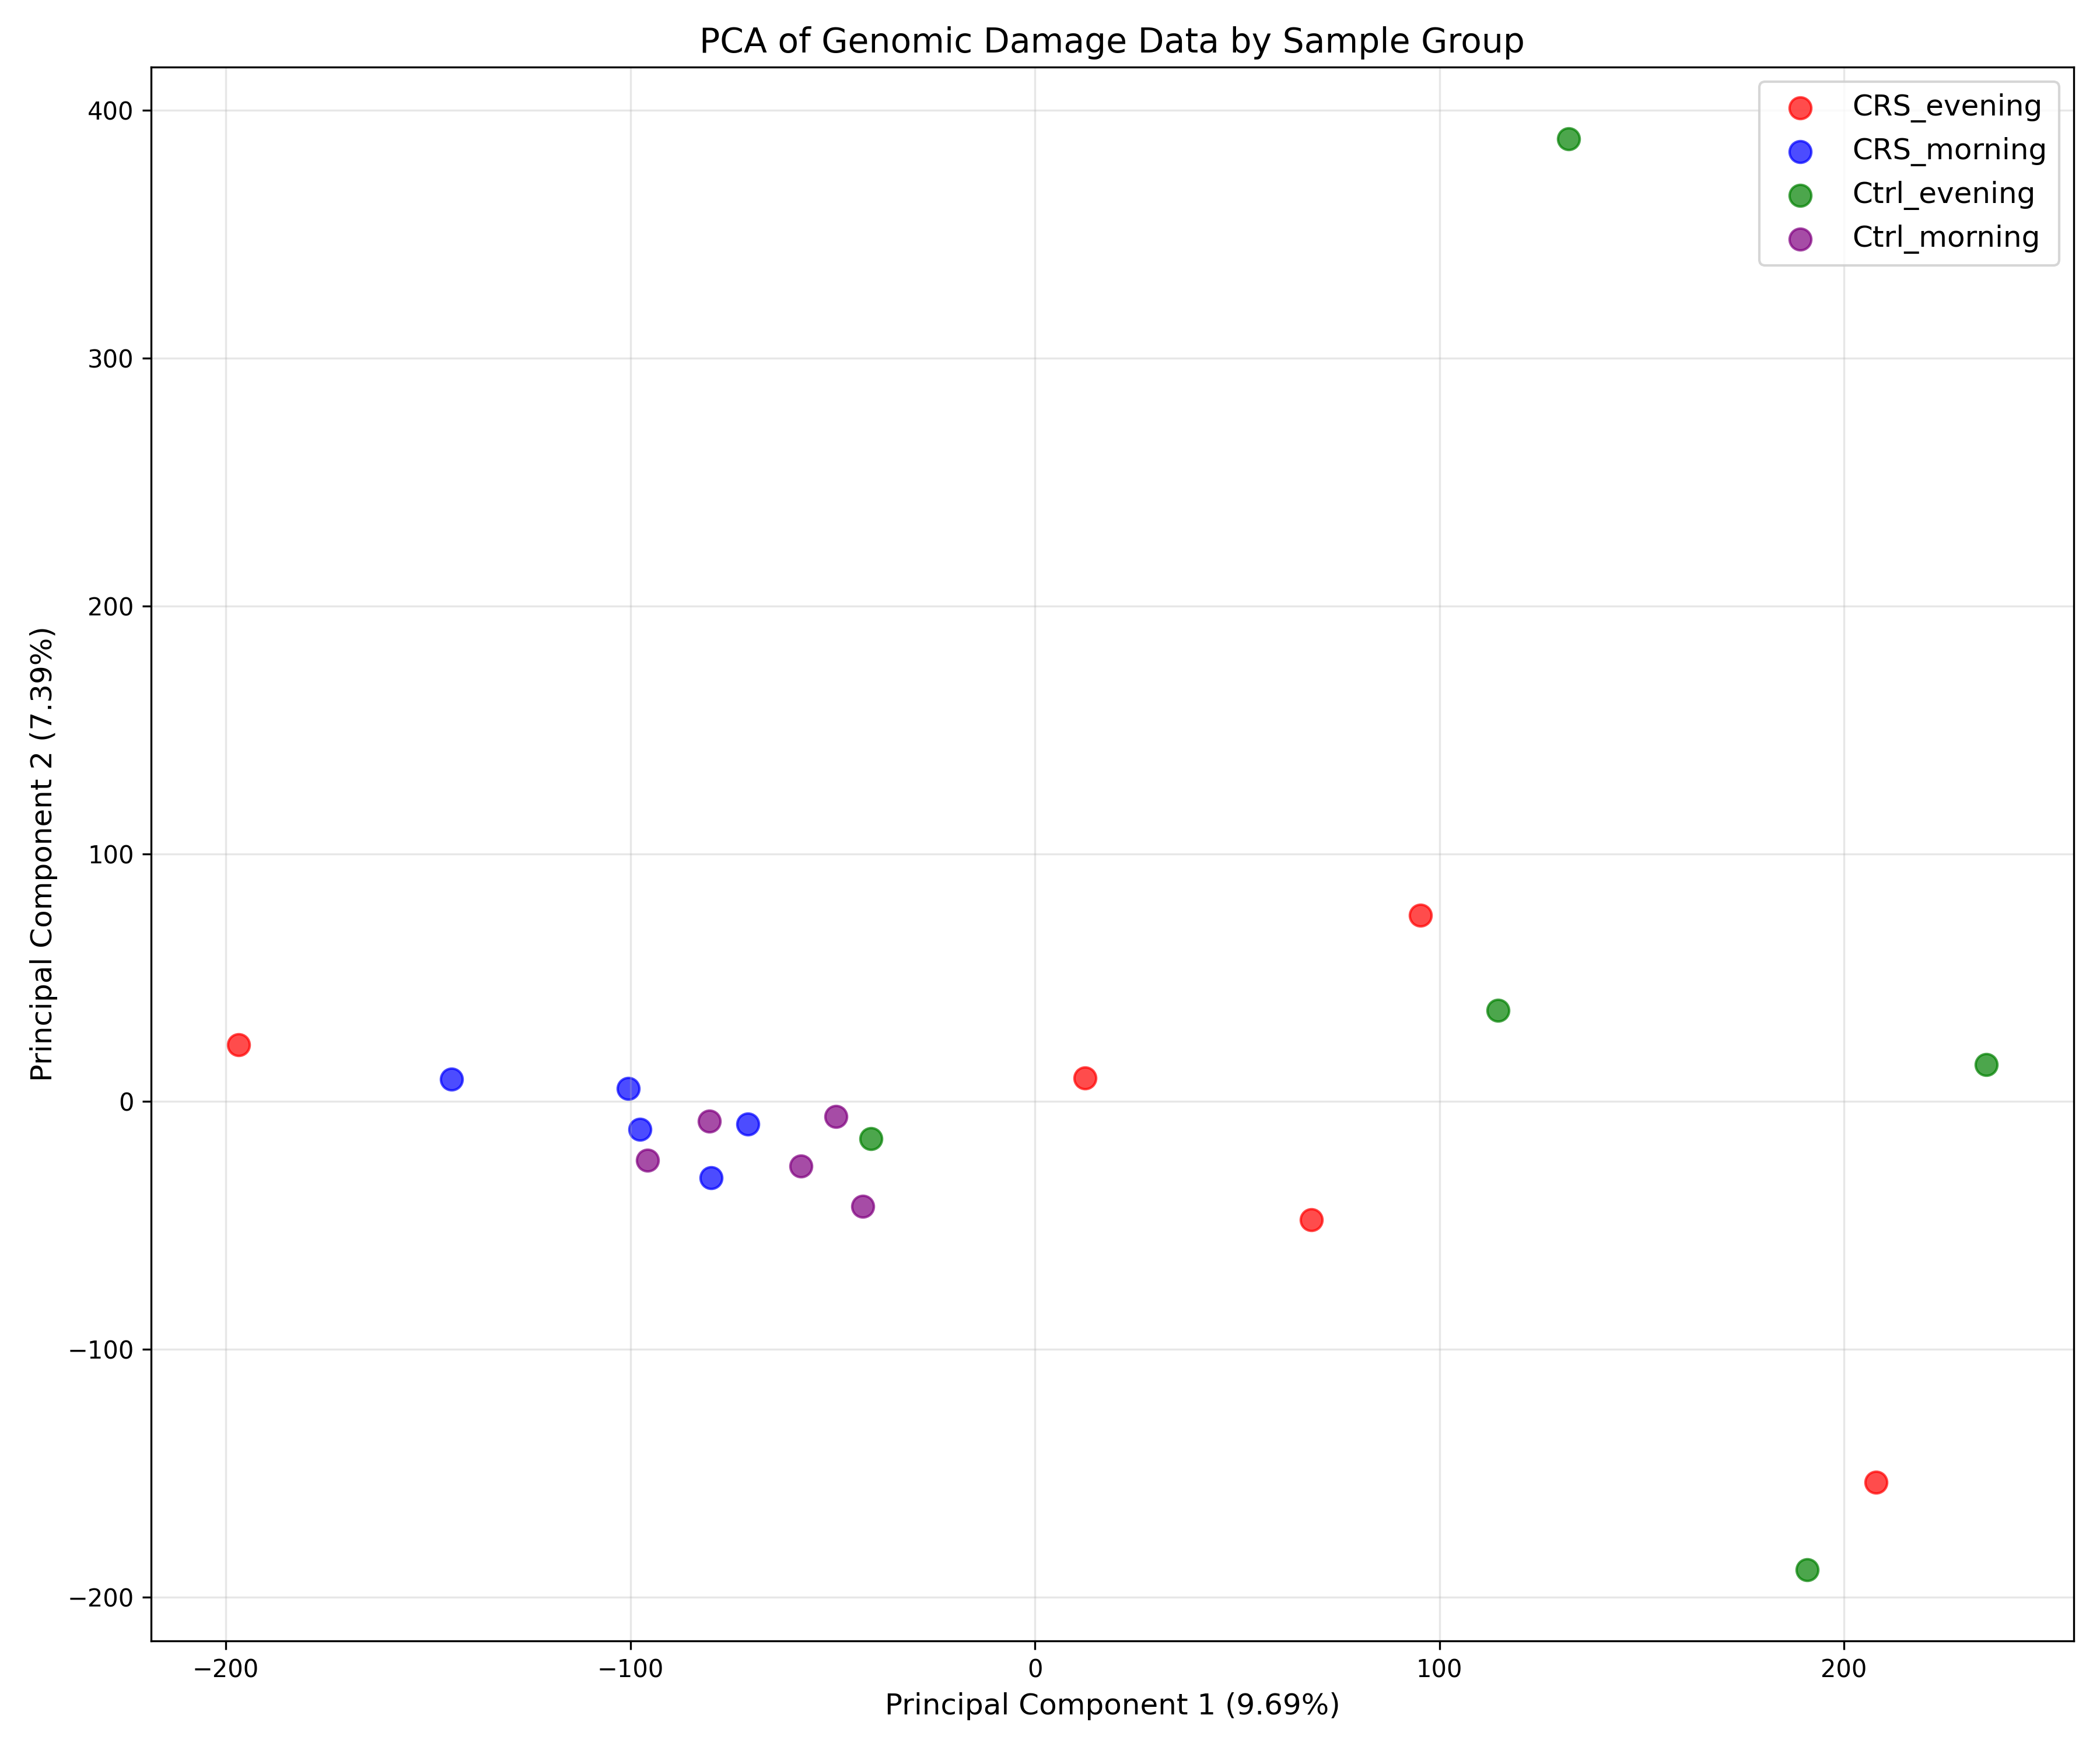 PCA of Genomic Damage Data by Sample Group
CRS_evening
CRS_morning
Ctrl_evening
Ctrl_morning
400
300
200
100
0
−100
−200
Principal Component 2 (7.39%)
−200
−100
0
100
200
Principal Component 1 (9.69%)